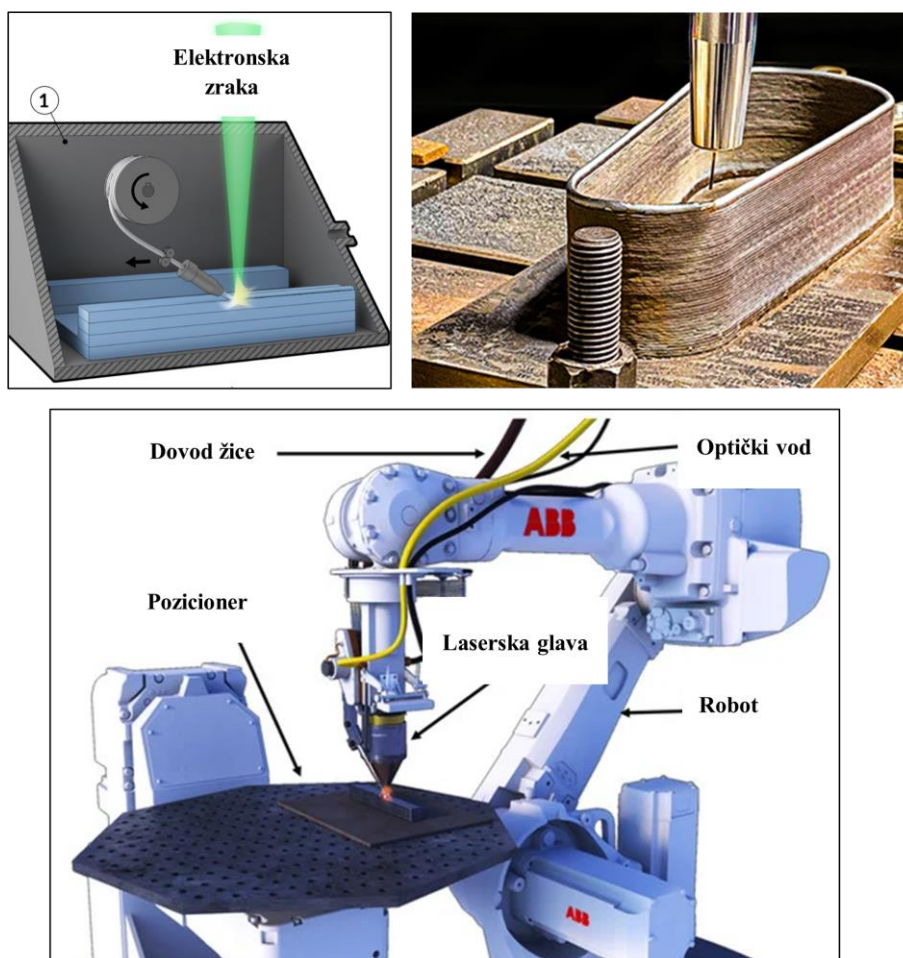 Elektronska
zraka
1
Dovod žice
Optički vod
ABB
Pozicioner
Laserska glava
Robot
ABB